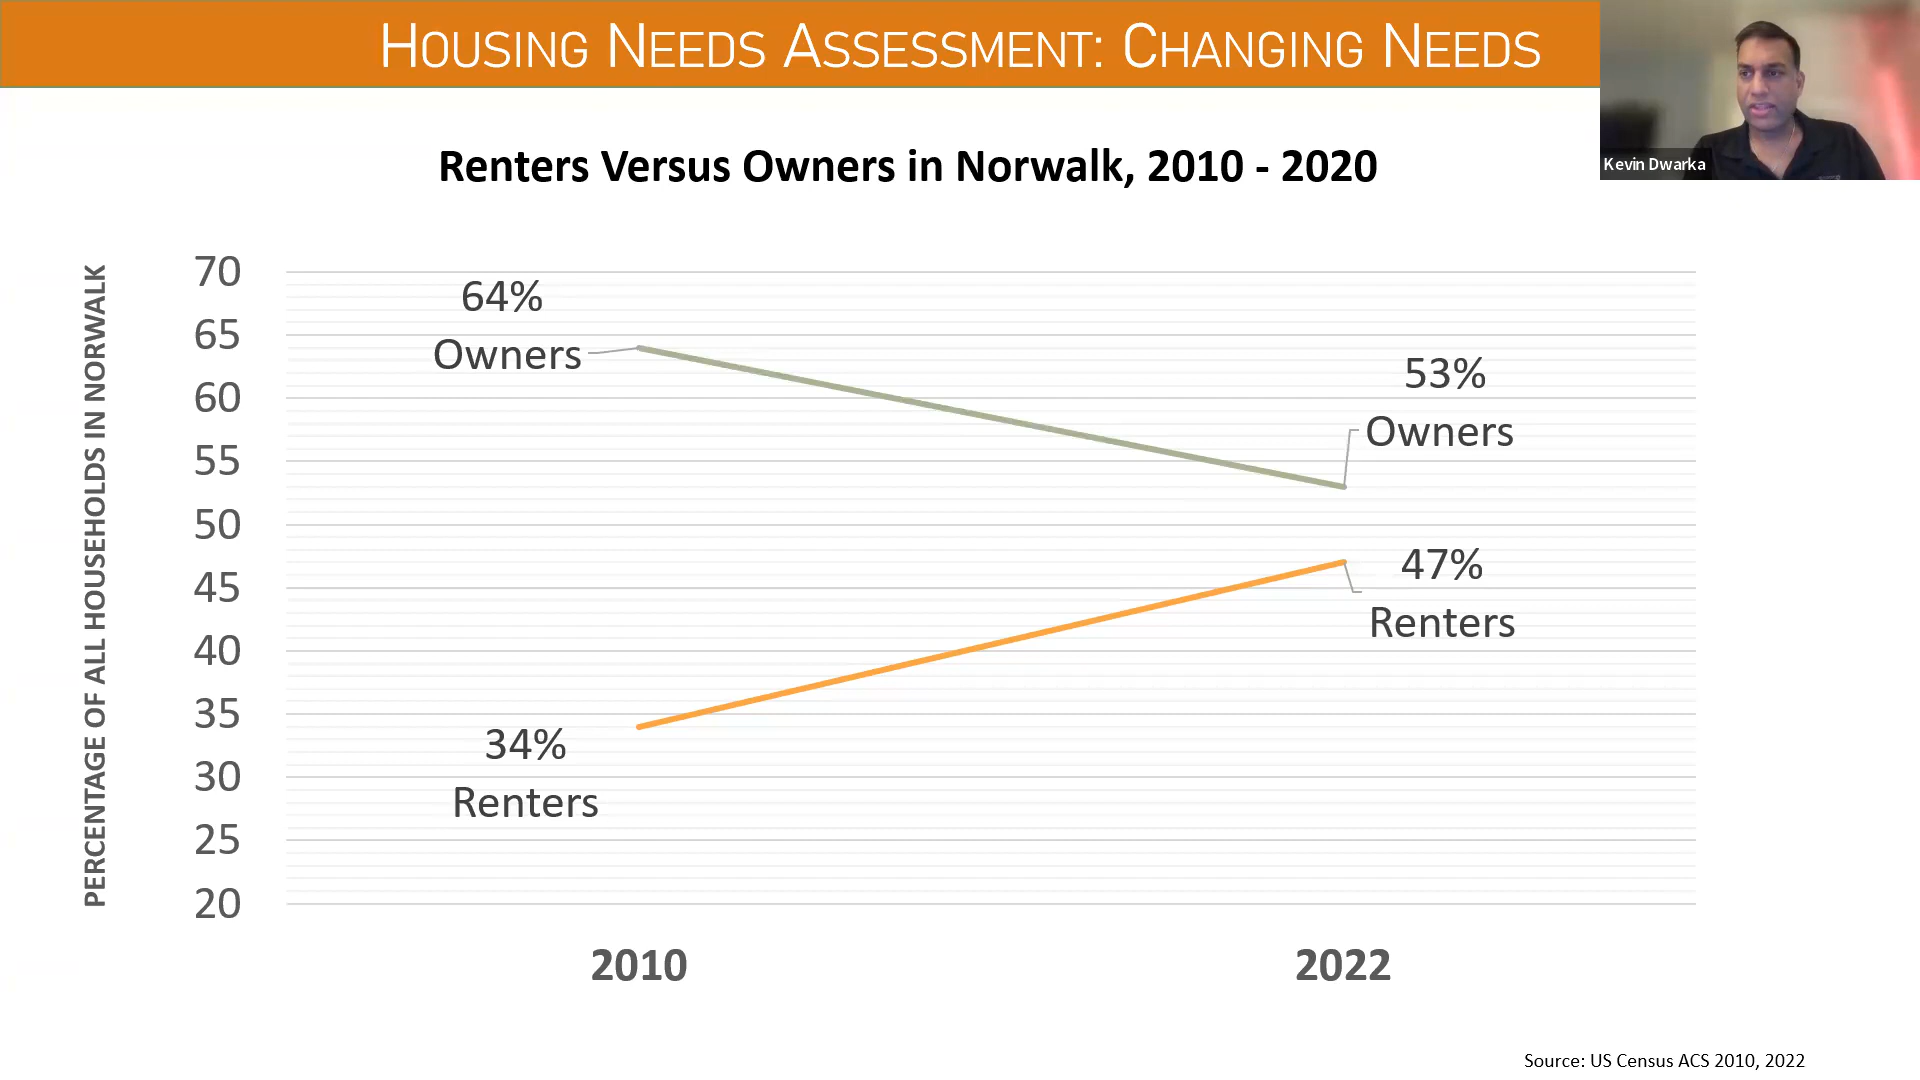 HOUSING NEEDS ASSESSMENT: CHANGING NEEDS
Kevin Dwarka
Renters Versus Owners in Norwalk, 2010 - 2020
PERCENTAGE OF ALL HOUSEHOLDS IN NORWALK
70
65
60
55
50
45
40
35
30
25
20
64%
Owners
53%
Owners
47%
Renters
34%
Renters
2010
2022
Source: US Census ACS 2010, 2022